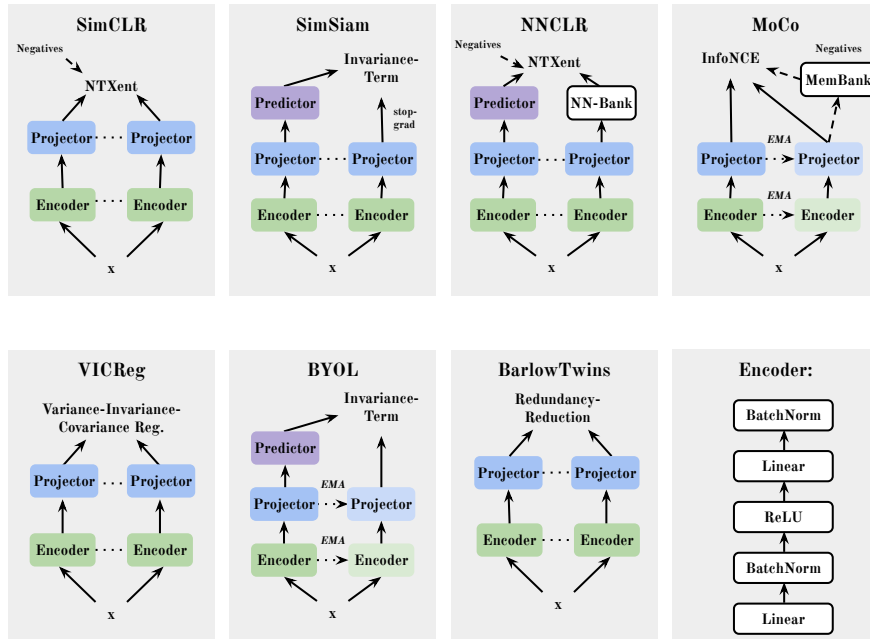 SimCLR
Negatives
NTXent
Projector
Projector
Encoder
Encoder
x
SimSiam
Invariance-
Term
Predictor
stop-
grad
Projector
Projector
Encoder
Encoder
x
NNCLR
Negatives
NTXent
Predictor
NN-Bank
Projector
Projector
Encoder
Encoder
x
MoCo
Negatives
InfoNCE
MemBank
Projector
EMA
Projector
EMA
Encoder
Encoder
x
VICReg
Variance-Invariance-
Covariance Reg.
Projector
Projector
Encoder
Encoder
x
BYOL
Invariance-
Term
Predictor
EMA
Projector
Projector
EMA
Encoder
Encoder
x
BarlowTwins
Redundancy-
Reduction
Projector
Projector
Encoder
Encoder
x
Encoder:
BatchNorm
Linear
ReLU
BatchNorm
Linear